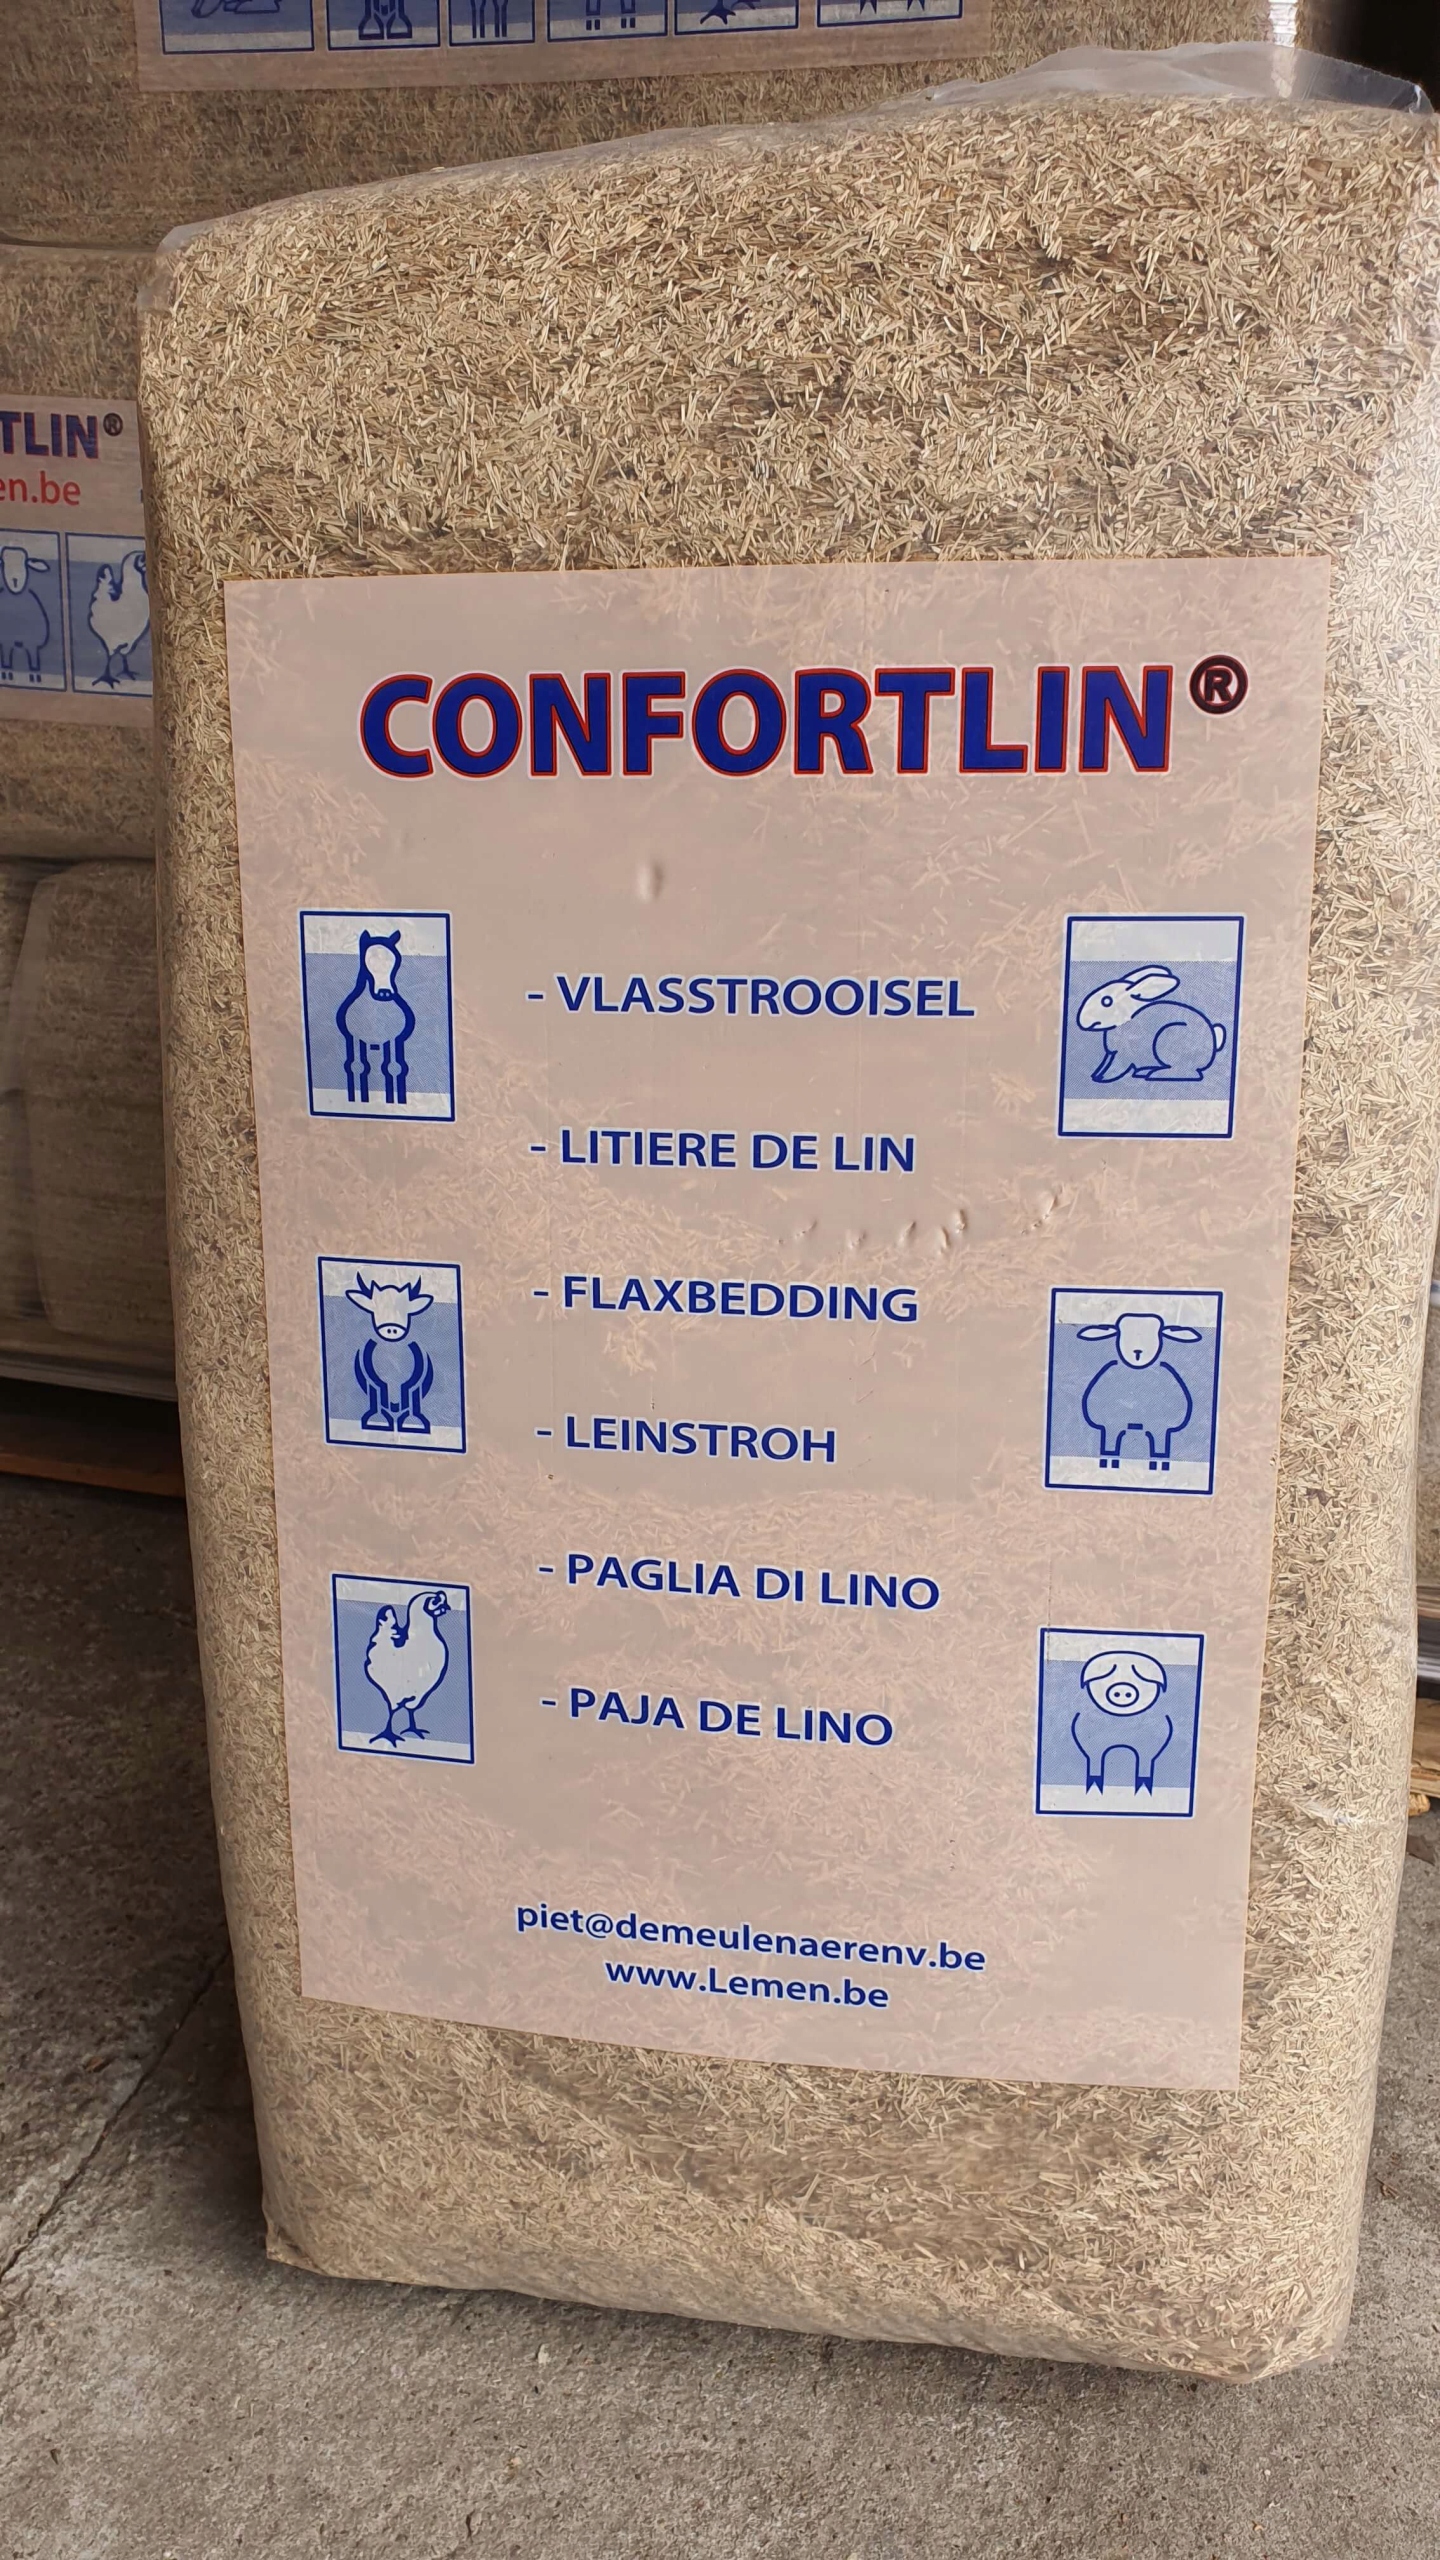 TLIN®
en.be
CONFORTLIN®
- VLASSTROOISEL
- LITIERE DE LIN
- FLAXBEDDING
- LEINSTROH
- PAGLIA DI LINO
- PAJA DE LINO
piet@demeulenaerenv.be
www.Lemen.be